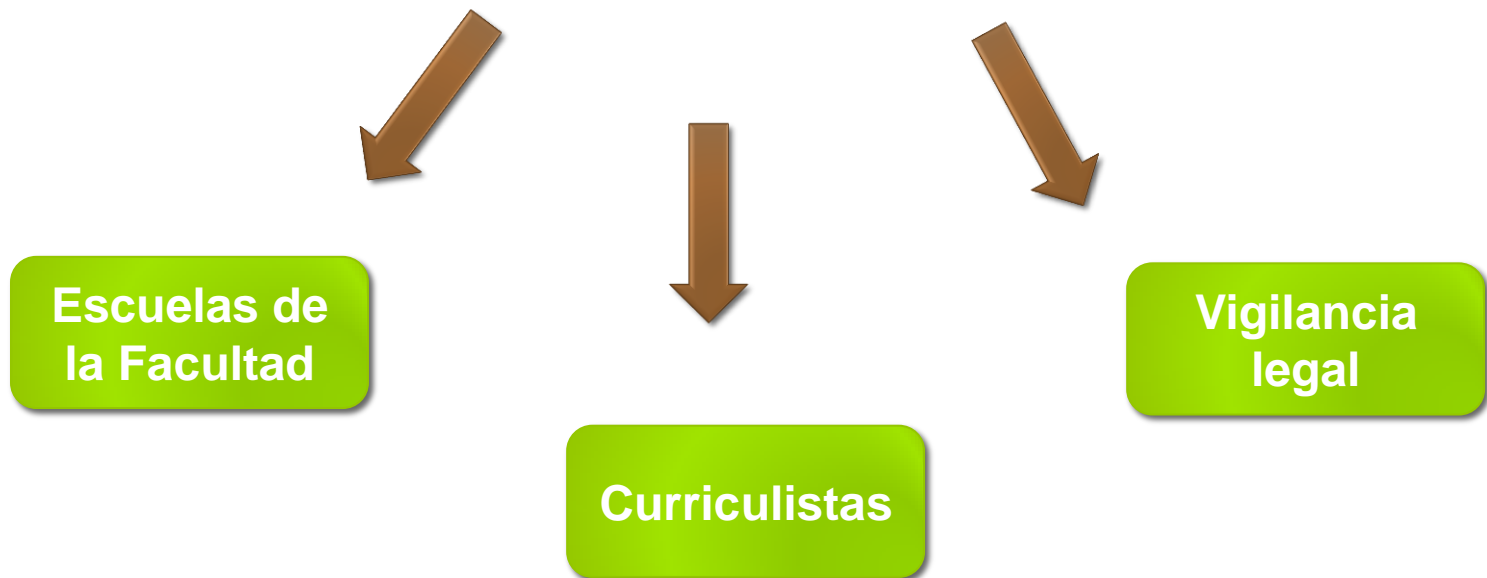 Escuelas de
la Facultad
Curriculistas
Vigilancia
legal